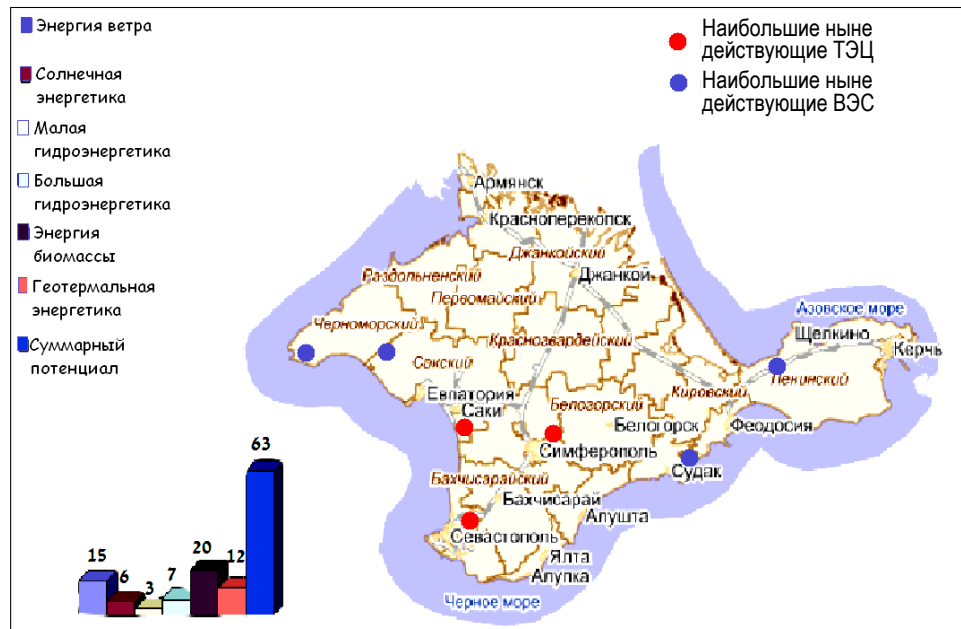 Энергия ветра
Солнечная
энергетика
Малая
гидроэнергетика
Большая
гидроэнергетика
Энергия
биомассы
Геотермальная
энергетика
Суммарный
потенциал
Наибольшие ныне
действующие ТЭЦ
Наибольшие ныне
действующие ВЭС
Армянск
Красноперекопск
Джанкойский
Джанкой
Раздольненский
Первомайский
Азовское море
Черноморский
Щелкино
Красногвардейский
Керчь
Сокский
Ленинский
Кировский
Евпатория
Белогорский
Саки
Белогорск
Феодосия
Симферополь
Судак
Бахчисарайский
Бахчисарай
Алушта
Севастополь
Ялта
Алупка
Черное море
63
15
6
3
7
20
12